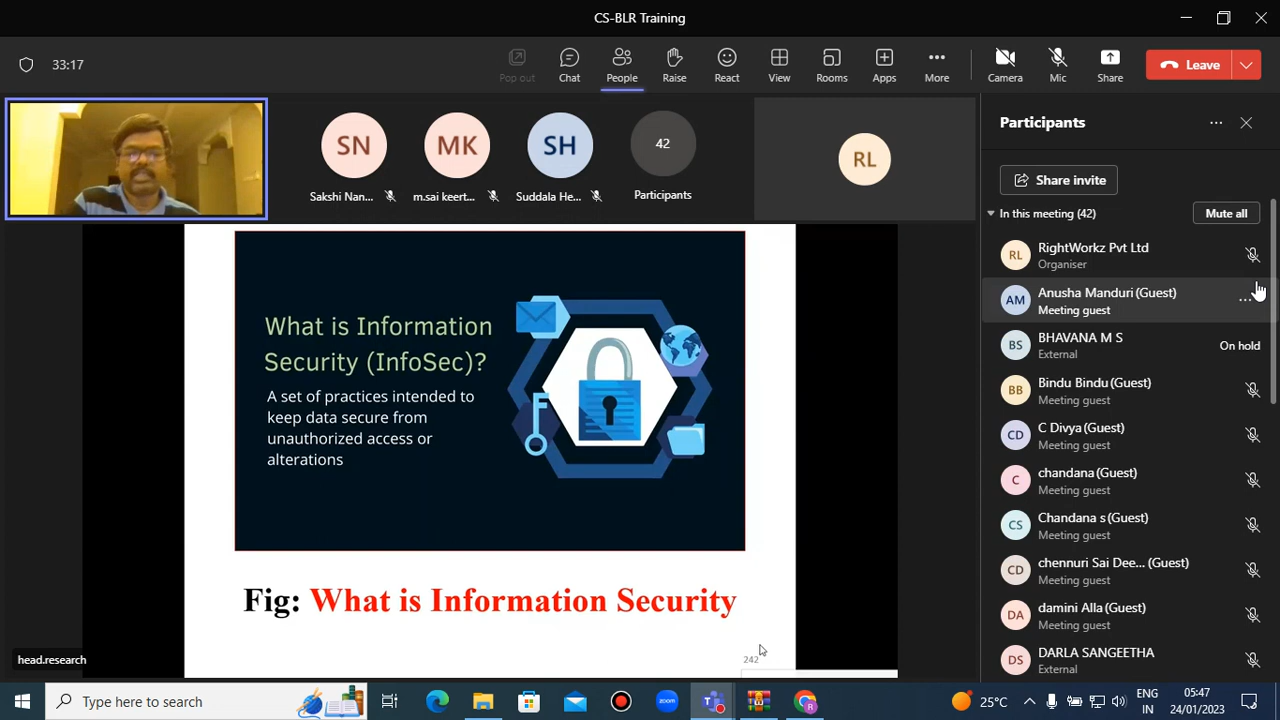 CS-BLR Training
33:17
Pop out
Chat
People
Raise
React
View
Rooms
Apps
More
Camera
Mic
Share
Leave
SN
MK
SH
42
RL
Sakshi Nan...
m.sai keert...
Suddala He...
Participants
Participants
Share invite
In this meeting (42)
Mute all
RL
RightWorkz Pvt Ltd
Organiser
AM
Anusha Manduri (Guest)
Meeting guest
BS
BHAVANA M S
External
On hold
BB
Bindu Bindu (Guest)
Meeting guest
CD
C Divya (Guest)
Meeting guest
C
chandana (Guest)
Meeting guest
CS
Chandana s (Guest)
Meeting guest
CD
chennuri Sai Dee... (Guest)
Meeting guest
DA
damini Alla (Guest)
Meeting guest
DS
DARLA SANGEETHA
External
What is Information
Security (InfoSec)?
A set of practices intended to
keep data secure from
unauthorized access or
alterations
Fig: What is Information Security
242
head.research
Type here to search
zoom
25°C
ENG
IN
05:47
24/01/2023